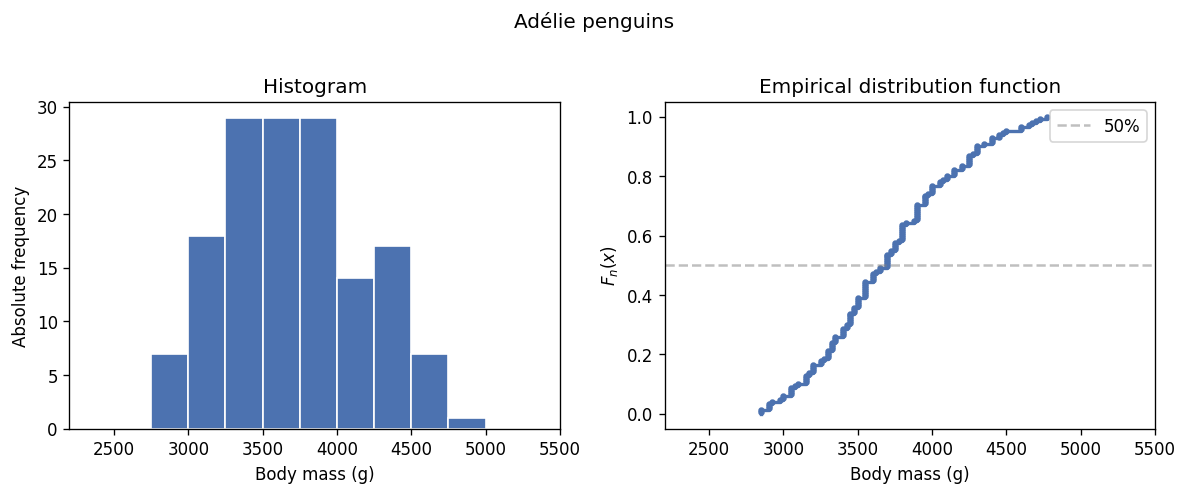 Adélie penguins
Histogram
Absolute frequency
30
25
20
15
10
5
0
2500 3000 3500 4000 4500 5000 5500
Body mass (g)
Empirical distribution function
Fn(x)
1.0
0.8
0.6
0.4
0.2
0.0
50%
2500 3000 3500 4000 4500 5000 5500
Body mass (g)